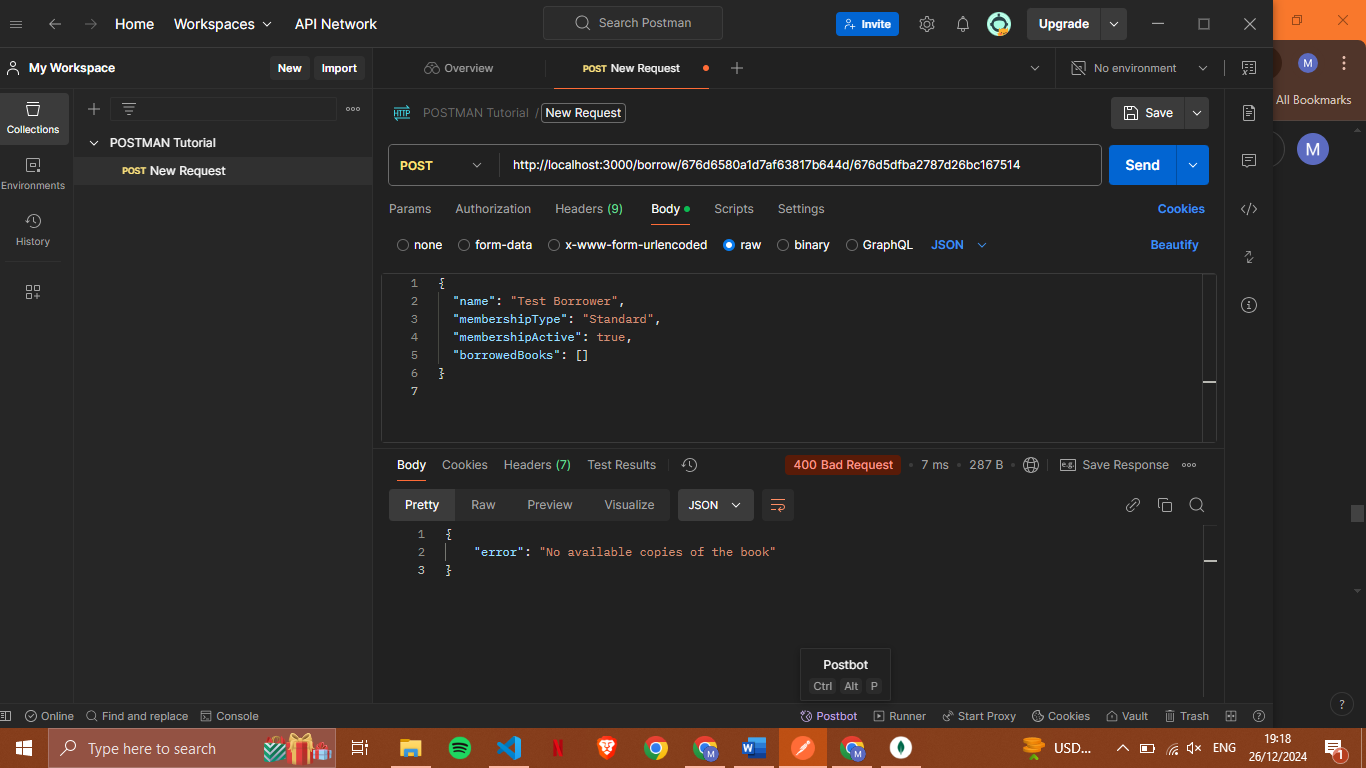 Home
Workspaces
API Network
Search Postman
Invite
Upgrade
M
My Workspace
New
Import
Overview
POST New Request
No environment
All Bookmarks
Collections
POSTMAN Tutorial
HTTP
POSTMAN Tutorial / New Request
Save
M
POST New Request
Environments
POST
http://localhost:3000/borrow/676d6580a1d7af63817b644d/676d5dfba2787d26bc167514
Send
History
Params
Authorization
Headers (9)
Body
Scripts
Settings
Cookies
none
form-data
x-www-form-urlencoded
raw
binary
GraphQL
JSON
Beautify
1 {
2 "name": "Test Borrower",
3 "membershipType": "Standard",
4 "membershipActive": true,
5 "borrowedBooks": []
6 }
7
Body
Cookies
Headers (7)
Test Results
400 Bad Request
7 ms
287 B
e.g.
Save Response
Pretty
Raw
Preview
Visualize
JSON
1 {
2 "error": "No available copies of the book"
3 }
Postbot
Ctrl Alt P
Online
Find and replace
Console
Postbot
Runner
Start Proxy
Cookies
Vault
Trash
?
?
Type here to search
N
M
W
M
USD...
ENG
19:18
26/12/2024
1